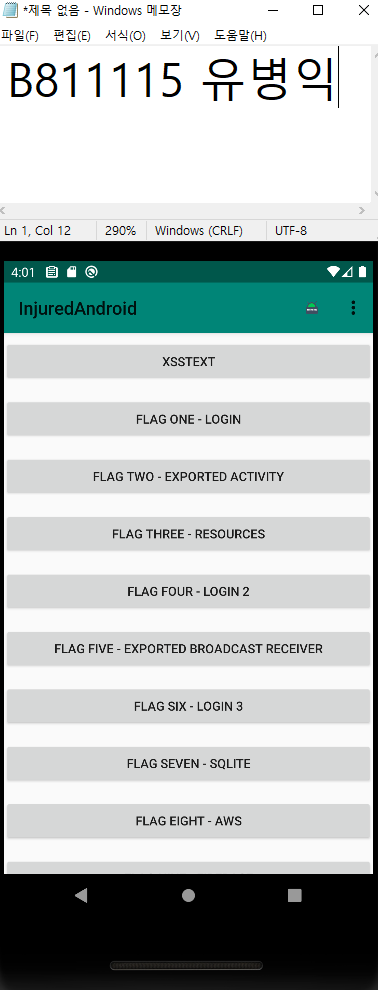 *제목 없음 - Windows 메모장
파일(F) 편집(E) 서식(O) 보기(V) 도움말(H)
B811115 유병익
Ln 1, Col 12 290% Windows (CRLF) UTF-8
4:01
InjuredAndroid
XSSTEXT
FLAG ONE - LOGIN
FLAG TWO - EXPORTED ACTIVITY
FLAG THREE - RESOURCES
FLAG FOUR - LOGIN 2
FLAG FIVE - EXPORTED BROADCAST RECEIVER
FLAG SIX - LOGIN 3
FLAG SEVEN - SQLITE
FLAG EIGHT - AWS